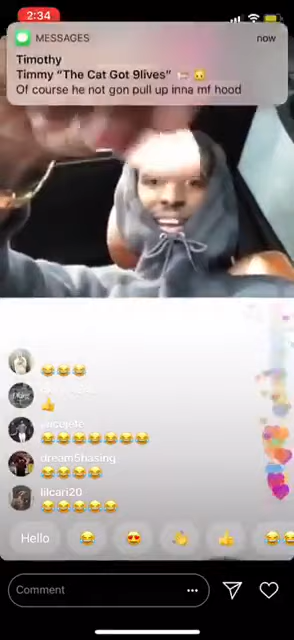 2:34
MESSAGES
now
Timothy
Timmy “The Cat Got 9lives”
Of course he not gon pull up inna mf hood
dream5hasing
lilcari20
Hello
Comment